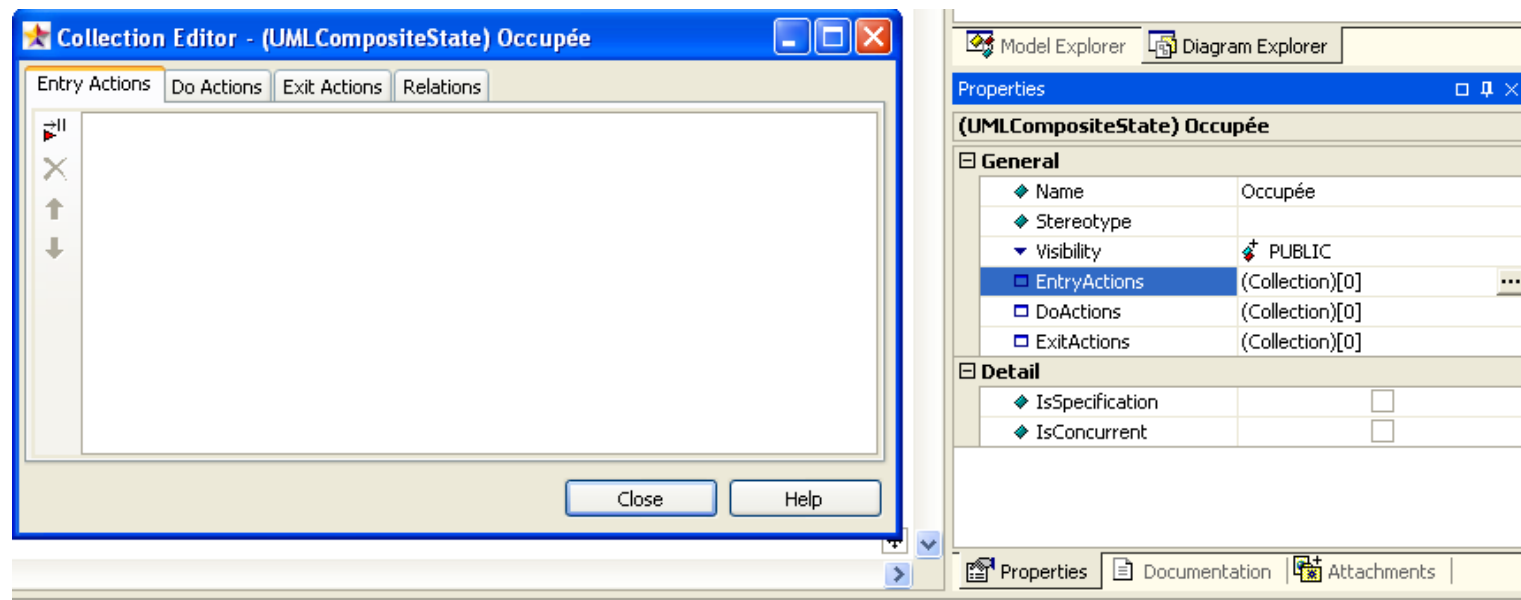 Collection Editor - (UMLCompositeState) Occupée
Entry Actions Do Actions Exit Actions Relations
Close Help
Model Explorer Diagram Explorer
Properties
(UMLCompositeState) Occupée
General
Name Occupée
Stereotype
Visibility PUBLIC
EntryActions (Collection)[0] ...
DoActions (Collection)[0]
ExitActions (Collection)[0]
Detail
IsSpecification
IsConcurrent
Properties Documentation Attachments